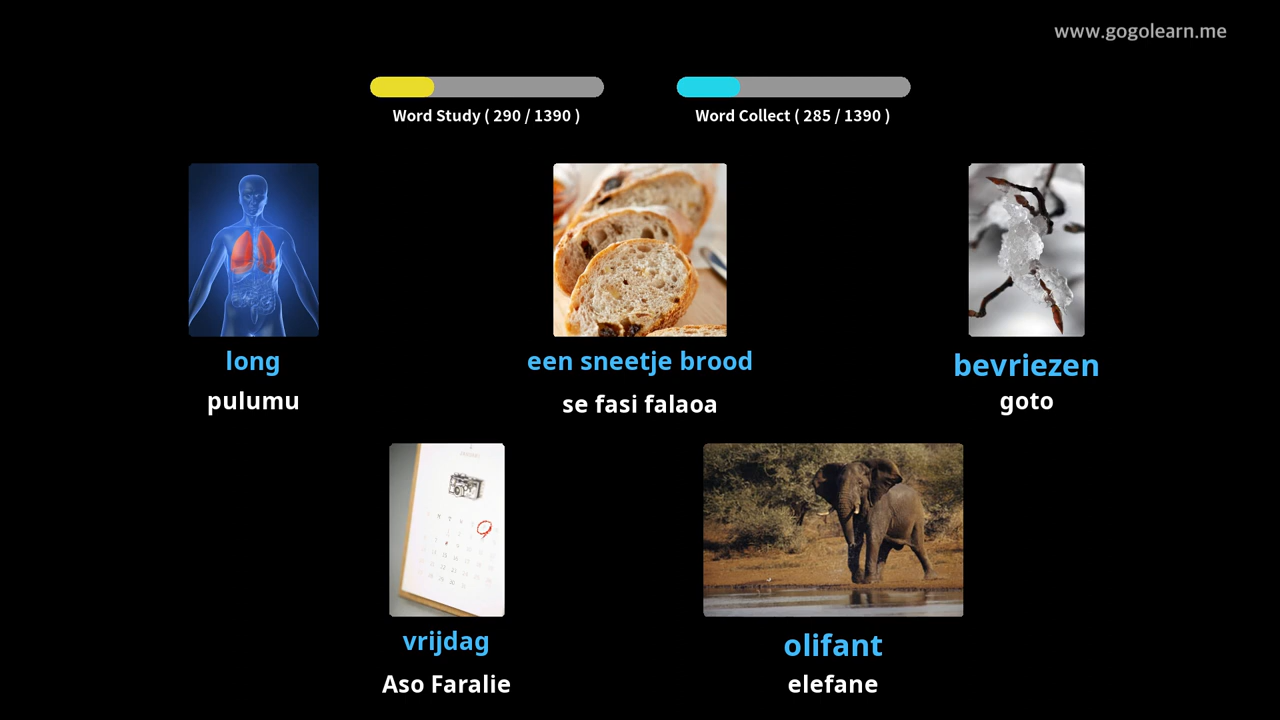 www.gogolearn.me
Word Study ( 290 / 1390 )
Word Collect ( 285 / 1390 )
long
pulumu
een sneetje brood
se fasi falaoa
bevriezen
goto
vrijdag
Aso Faralie
olifant
elefane